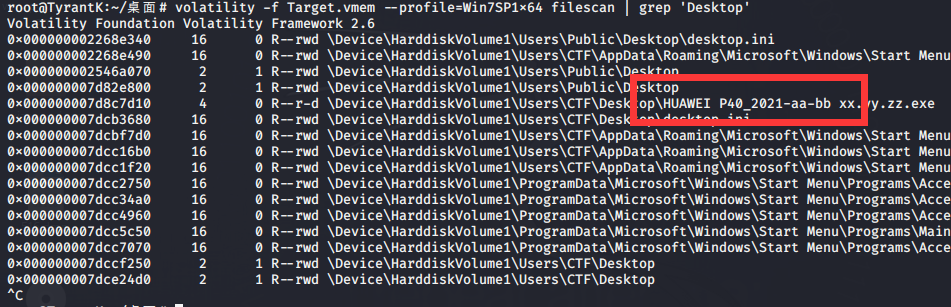 root@TyrantK:~/桌面# volatility -f Target.vmem --profile=Win7SP1×64 filescan | grep 'Desktop'
Volatility Foundation Volatility Framework 2.6
0×000000002268e340 16 0 R--rwd \Device\HarddiskVolume1\Users\Public\Desktop\desktop.ini
0×000000002268e490 16 0 R--rwd \Device\HarddiskVolume1\Users\CTF\AppData\Roaming\Microsoft\Windows\Start Menu
0×000000002546a070 2 1 R--rwd \Device\HarddiskVolume1\Users\Public\Desktop
0×000000007d82e800 2 1 R--rwd \Device\HarddiskVolume1\Users\Public\Desktop
0×000000007d8c7d10 4 0 R--r-d \Device\HarddiskVolume1\Users\CTF\Desktop\HUAWEI P40_2021-aa-bb xx.yy.zz.exe
0×000000007dcb3680 16 0 R--rwd \Device\HarddiskVolume1\Users\CTF\Desktop\desktop.ini
0×000000007dcbf7d0 16 0 R--rwd \Device\HarddiskVolume1\Users\CTF\AppData\Roaming\Microsoft\Windows\Start Menu
0×000000007dcc16b0 16 0 R--rwd \Device\HarddiskVolume1\Users\CTF\AppData\Roaming\Microsoft\Windows\Start Menu
0×000000007dcc1f20 16 0 R--rwd \Device\HarddiskVolume1\Users\CTF\AppData\Roaming\Microsoft\Windows\Start Menu
0×000000007dcc2750 16 0 R--rwd \Device\HarddiskVolume1\ProgramData\Microsoft\Windows\Start Menu\Programs\Acce
0×000000007dcc34a0 16 0 R--rwd \Device\HarddiskVolume1\ProgramData\Microsoft\Windows\Start Menu\Programs\Acce
0×000000007dcc4960 16 0 R--rwd \Device\HarddiskVolume1\ProgramData\Microsoft\Windows\Start Menu\Programs\Acce
0×000000007dcc5c50 16 0 R--rwd \Device\HarddiskVolume1\ProgramData\Microsoft\Windows\Start Menu\Programs\Main
0×000000007dcc7070 16 0 R--rwd \Device\HarddiskVolume1\ProgramData\Microsoft\Windows\Start Menu\Programs\Acce
0×000000007dccf250 2 1 R--rwd \Device\HarddiskVolume1\Users\CTF\Desktop
0×000000007dce24d0 2 1 R--rwd \Device\HarddiskVolume1\Users\CTF\Desktop
^C